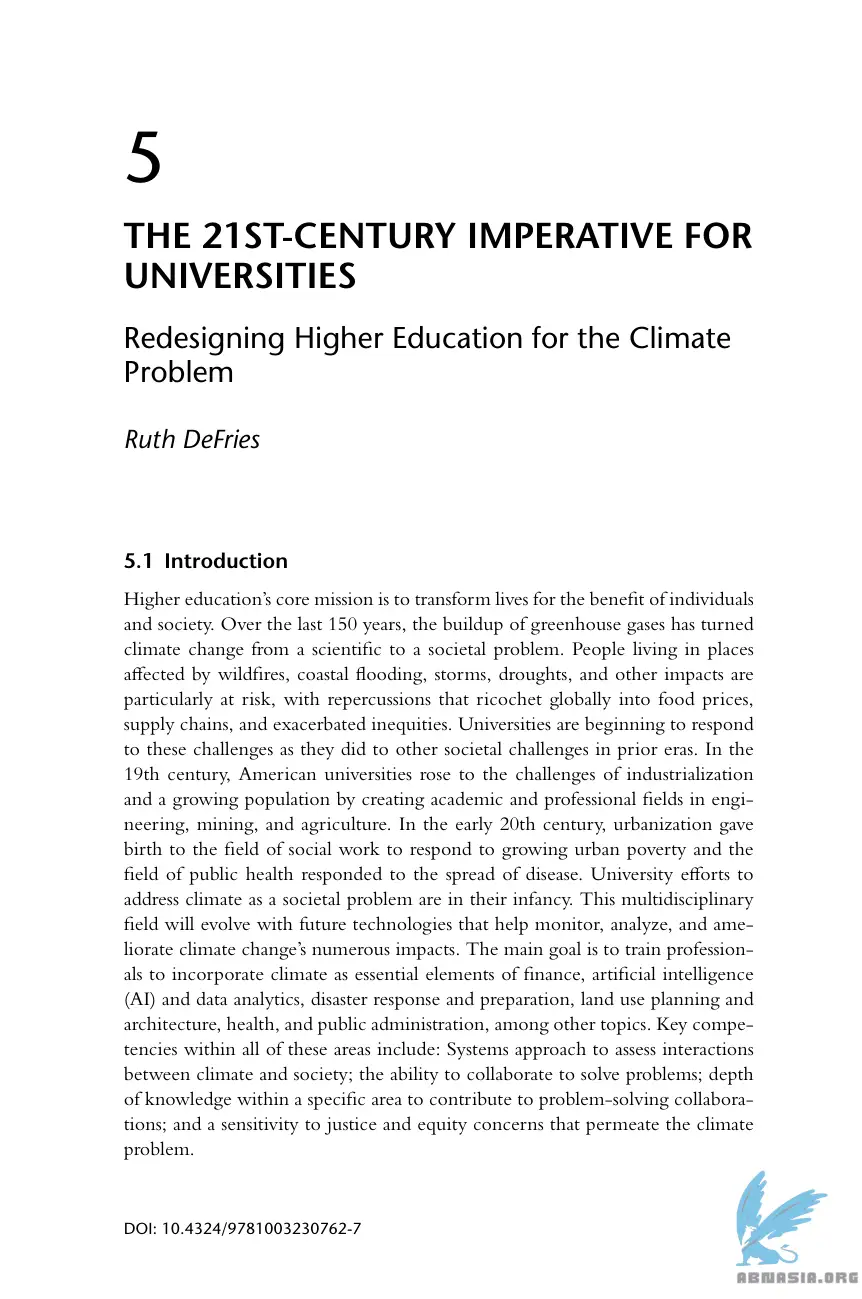 5
THE 21ST-CENTURY IMPERATIVE FOR
UNIVERSITIES
Redesigning Higher Education for the Climate
Problem
Ruth DeFries
5.1 Introduction
Higher education’s core mission is to transform lives for the benefit of individuals
and society. Over the last 150 years, the buildup of greenhouse gases has turned
climate change from a scientific to a societal problem. People living in places
affected by wildfires, coastal flooding, storms, droughts, and other impacts are
particularly at risk, with repercussions that ricochet globally into food prices,
supply chains, and exacerbated inequities. Universities are beginning to respond
to these challenges as they did to other societal challenges in prior eras. In the
19th century, American universities rose to the challenges of industrialization
and a growing population by creating academic and professional fields in engi-
neering, mining, and agriculture. In the early 20th century, urbanization gave
birth to the field of social work to respond to growing urban poverty and the
field of public health responded to the spread of disease. University efforts to
address climate as a societal problem are in their infancy. This multidisciplinary
field will evolve with future technologies that help monitor, analyze, and ame-
liorate climate change’s numerous impacts. The main goal is to train profession-
als to incorporate climate as essential elements of finance, artificial intelligence
(AI) and data analytics, disaster response and preparation, land use planning and
architecture, health, and public administration, among other topics. Key compe-
tencies within all of these areas include: Systems approach to assess interactions
between climate and society; the ability to collaborate to solve problems; depth
of knowledge within a specific area to contribute to problem-solving collabora-
tions; and a sensitivity to justice and equity concerns that permeate the climate
problem.
DOI: 10.4324/9781003230762-7
ABNASIA.ORG